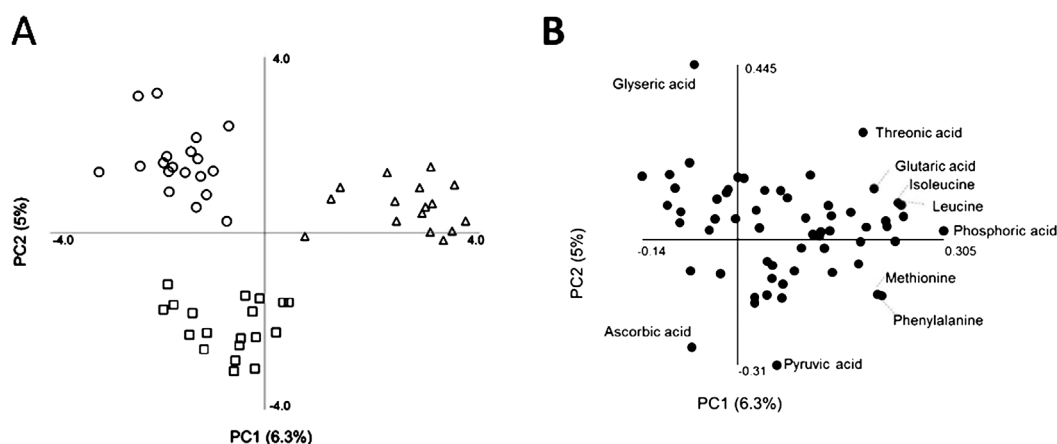 A
4.0
PC2 (5%)
-4.0
4.0
-4.0
PC1 (6.3%)
B
0.445
Glyseric acid
Threonic acid
Glutaric acid
Isoleucine
Leucine
Phosphoric acid
-0.14
0.305
PC2 (5%)
Methionine
Phenylalanine
Ascorbic acid
-0.31
Pyruvic acid
PC1 (6.3%)